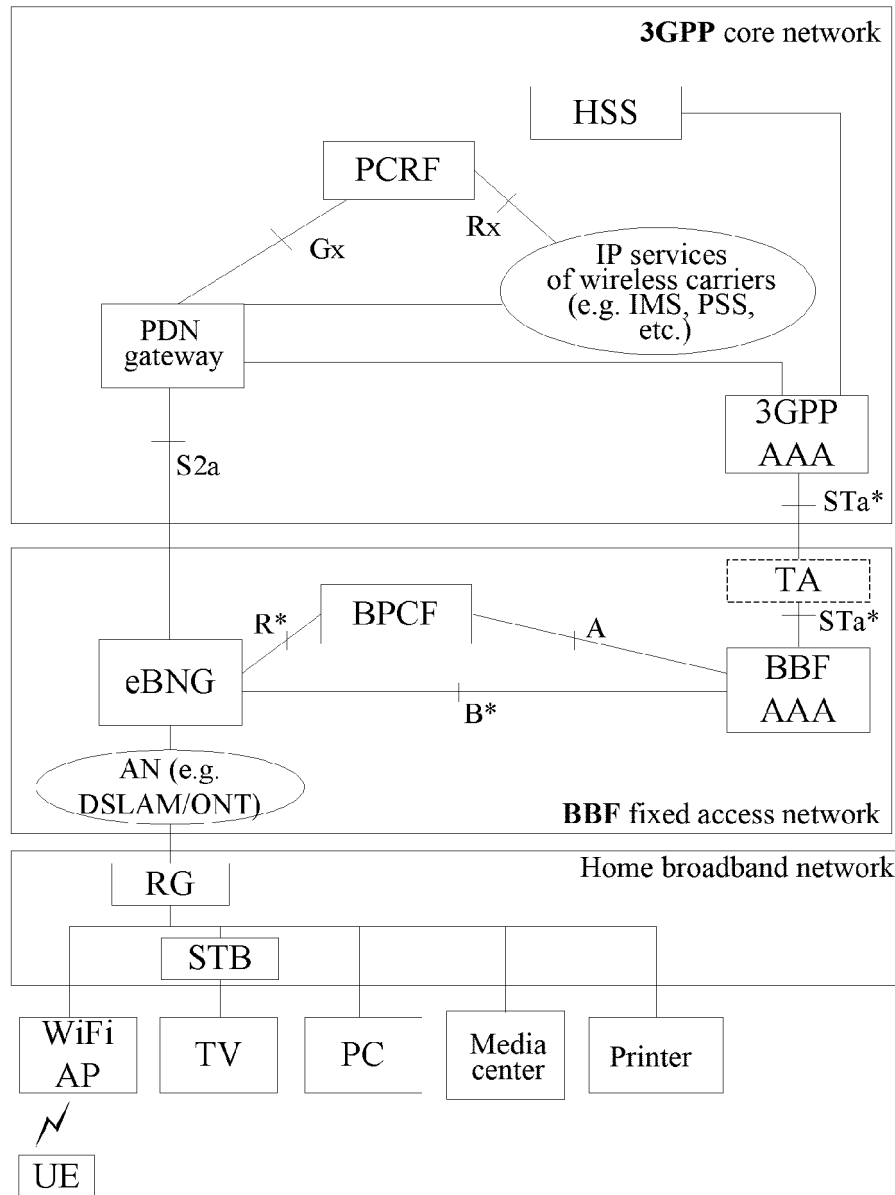 3GPP core network
HSS
PCRF
Rx
Gx
IP services
of wireless carriers
(e.g. IMS, PSS,
etc.)
PDN
gateway
3GPP
AAA
S2a
STa*
TA
BPCF
R*
A
STa*
eBNG
BBF
AAA
B*
AN (e.g.
DSLAM/ONT)
BBF fixed access network
Home broadband network
RG
STB
WiFi
AP
TV
PC
Media
center
Printer
UE